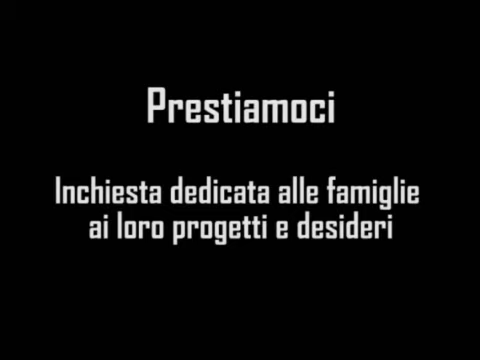 Prestiamoci
Inchiesta dedicata alle famiglie
ai loro progetti e desideri